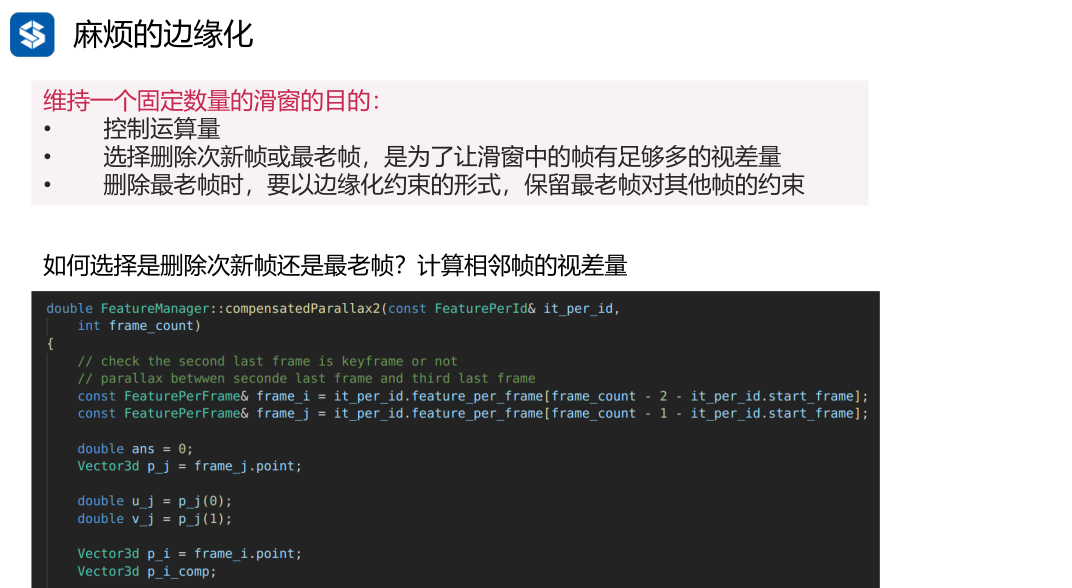 麻烦的边缘化
维持一个固定数量的滑窗的目的：
• 控制运算量
• 选择删除次新帧或最老帧，是为了让滑窗中的帧有足够多的视差量
• 删除最老帧时，要以边缘化约束的形式，保留最老帧对其他帧的约束
如何选择是删除次新帧还是最老帧？计算相邻帧的视差量
double FeatureManager::compensatedParallax2(const FeaturePerId& it_per_id,
    int frame_count)
{
    // check the second last frame is keyframe or not
    // parallax betwwen seconde last frame and third last frame
    const FeaturePerFrame& frame_i = it_per_id.feature_per_frame[frame_count - 2 - it_per_id.start_frame];
    const FeaturePerFrame& frame_j = it_per_id.feature_per_frame[frame_count - 1 - it_per_id.start_frame];
    double ans = 0;
    Vector3d p_j = frame_j.point;
    double u_j = p_j(0);
    double v_j = p_j(1);
    Vector3d p_i = frame_i.point;
    Vector3d p_i_comp;